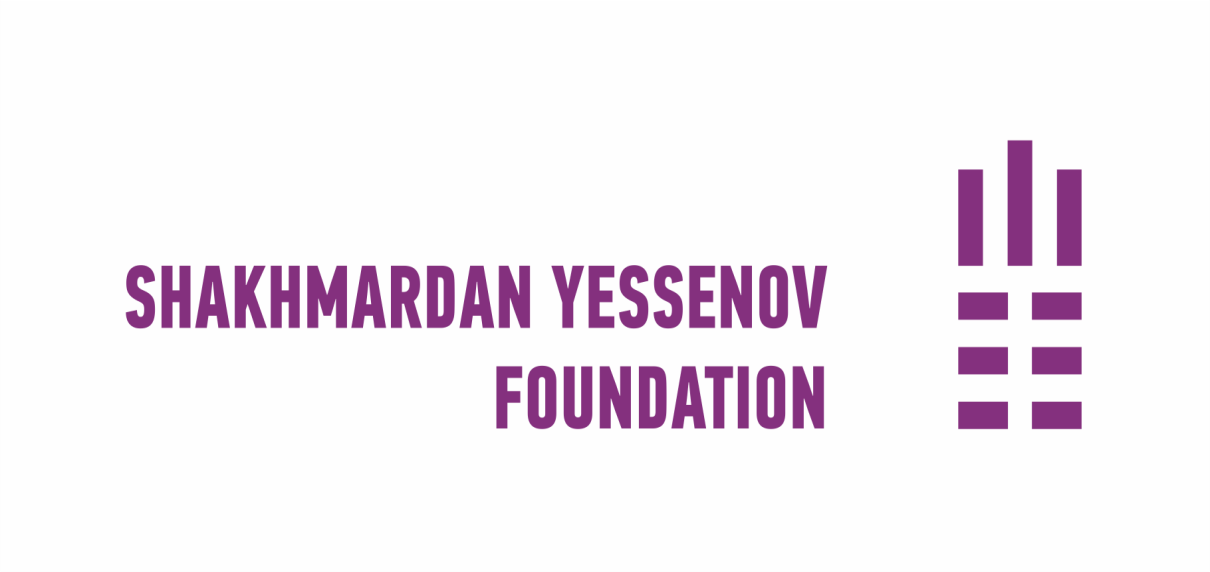 SHAKHMARDAN YESSENOV
FOUNDATION